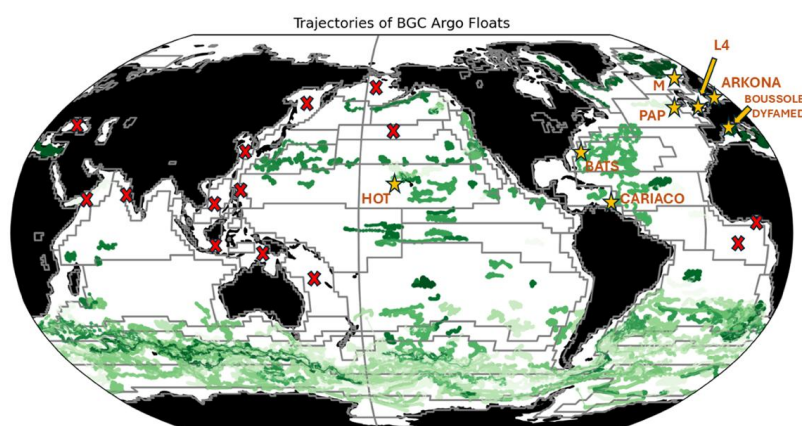 Trajectories of BGC Argo Floats
L4
M
ARKONA
BOUSSOLE
PAP
DYFAMED
BATS
HOT
CARIACO